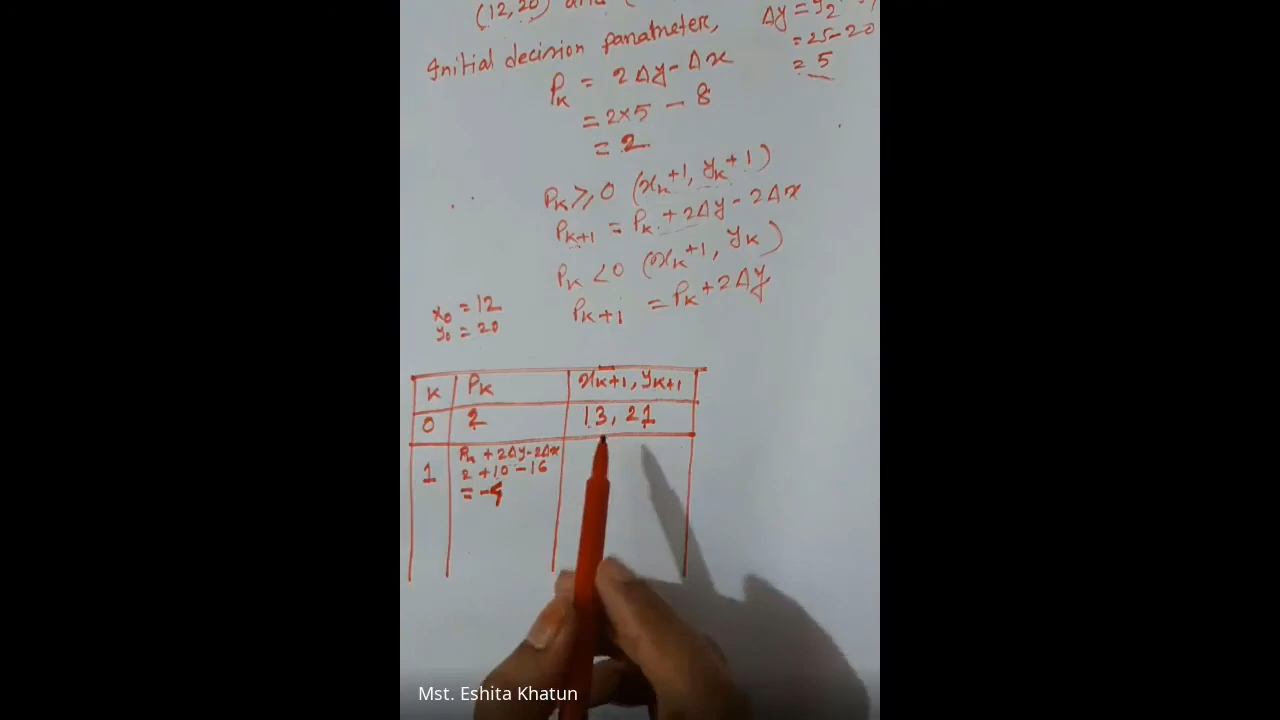 (12,20) and (
Δy = y₂
= 25-20
= 5
Initial decision parameter,
Pₖ = 2Δy-Δx
= 2×5 - 8
= 2
Pₖ ≥ 0 (xₖ+1, yₖ+1)
Pₖ₊₁ = Pₖ + 2Δy - 2Δx
Pₖ < 0 (xₖ+1, yₖ)
Pₖ₊₁ = Pₖ + 2Δy
x₀ = 12
y₀ = 20
K Pₖ xₖ₊₁, yₖ₊₁
0 2 13, 21
1 Pₖ + 2Δy-2Δx
2 + 10 - 16
= -4
Mst. Eshita Khatun